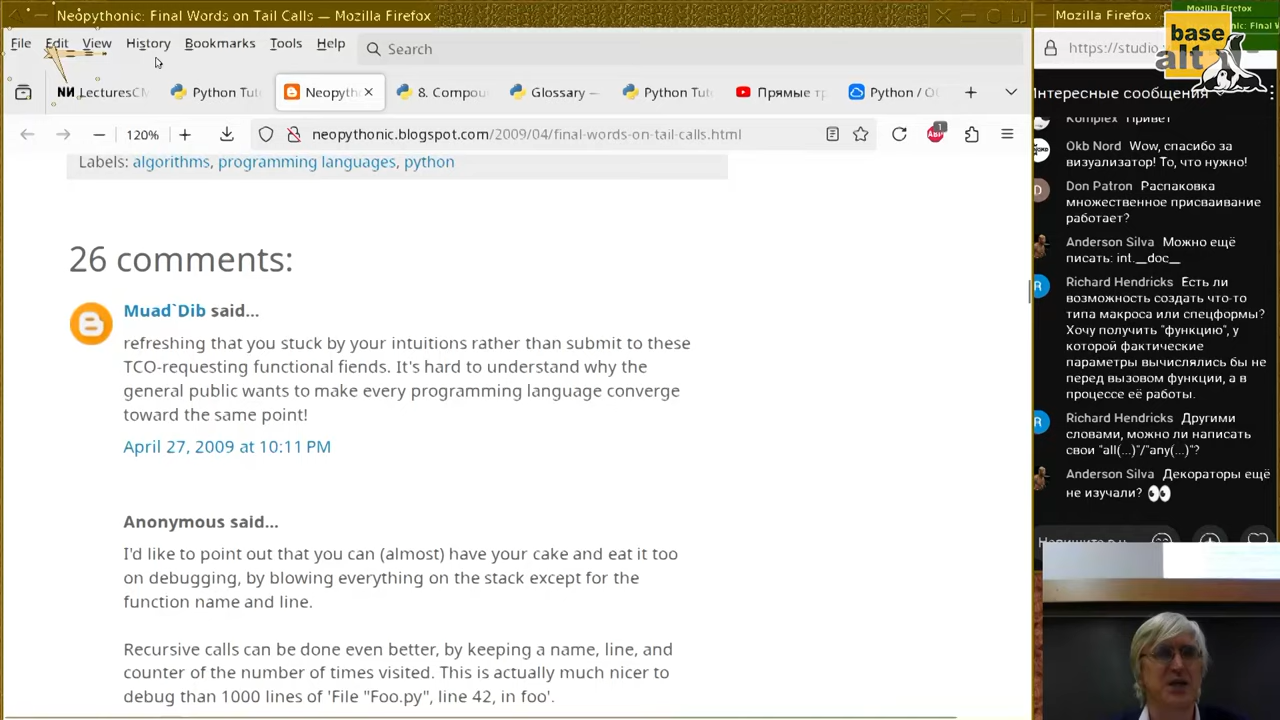 Neopythonic: Final Words on Tail Calls — Mozilla Firefox
File Edit View History Bookmarks Tools Help
Search
LecturesCM
Python Tut
Neopyth
8. Compou
Glossary —
Python Tut
Прямые тр
Python / O
120%
neopythonic.blogspot.com/2009/04/final-words-on-tail-calls.html
Labels: algorithms, programming languages, python
26 comments:
Muad`Dib said...
refreshing that you stuck by your intuitions rather than submit to these
TCO-requesting functional fiends. It's hard to understand why the
general public wants to make every programming language converge
toward the same point!
April 27, 2009 at 10:11 PM
Anonymous said...
I'd like to point out that you can (almost) have your cake and eat it too
on debugging, by blowing everything on the stack except for the
function name and line.
Recursive calls can be done even better, by keeping a name, line, and
counter of the number of times visited. This is actually much nicer to
debug than 1000 lines of 'File "Foo.py", line 42, in foo'.
Mozilla Firefox
Mozilla Firefox
base
alt
https://studio
Интересные сообщения
Komplex Привет
Okb Nord Wow, спасибо за
визуализатор! То, что нужно!
Don Patron Распаковка
множественное присваивание
работает?
Anderson Silva Можно ещё
писать: int.__doc__
Richard Hendricks Есть ли
возможность создать что-то
типа макроса или спецформы?
Хочу получить "функцию", у
которой фактические
параметры вычислялись бы не
перед вызовом функции, а в
процессе её работы.
Richard Hendricks Другими
словами, можно ли написать
свои "all(...)"/"any(...)"?
Anderson Silva Декораторы ещё
не изучали? 👀